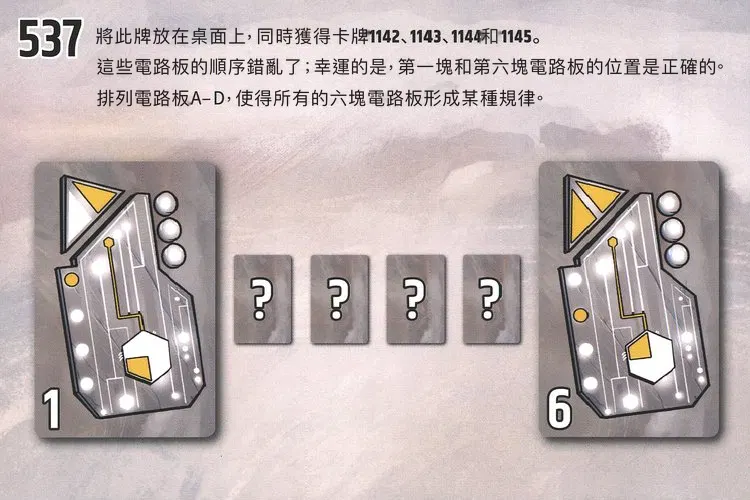 537
將此牌放在桌面上，同時獲得卡牌1142、1143、1144和1145。
這些電路板的順序錯亂了；幸運的是，第一塊和第六塊電路板的位置是正確的。
排列電路板A–D，使得所有的六塊電路板形成某種規律。
? ? ? ?
1
6